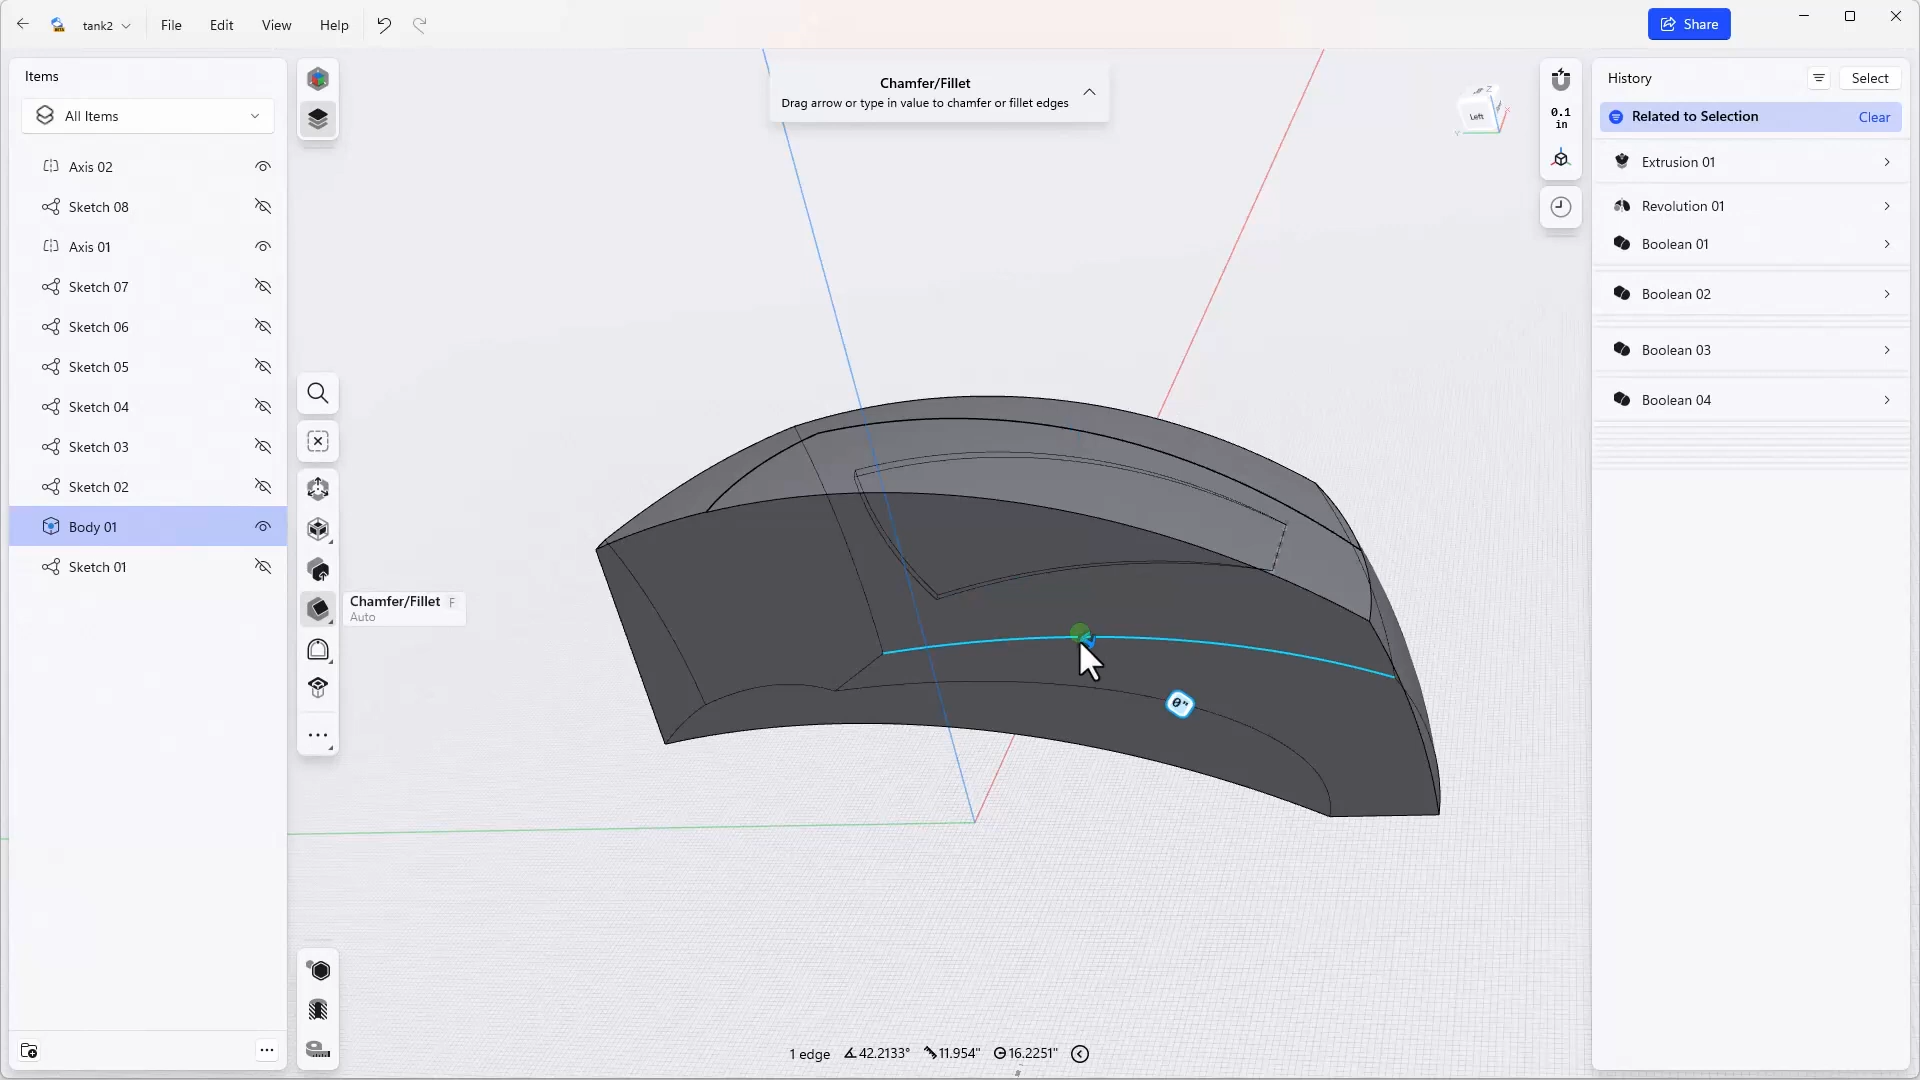 tank2
File
Edit
View
Help
Share
Items
All Items
Axis 02
Sketch 08
Axis 01
Sketch 07
Sketch 06
Sketch 05
Sketch 04
Sketch 03
Sketch 02
Body 01
Sketch 01
Chamfer/Fillet F
Auto
Chamfer/Fillet
Drag arrow or type in value to chamfer or fillet edges
Left
0"
1 edge 42.2133° 11.954" 16.2251"
0.1
in
History
Select
Related to Selection
Clear
Extrusion 01
Revolution 01
Boolean 01
Boolean 02
Boolean 03
Boolean 04